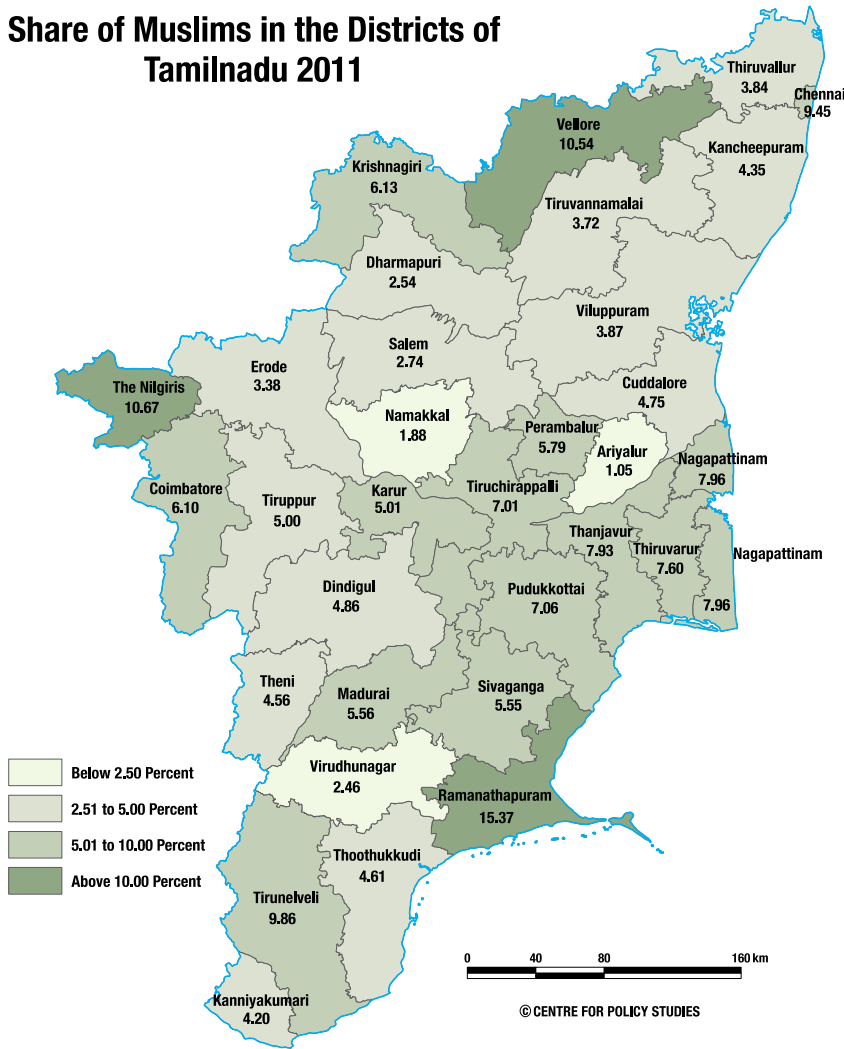 Share of Muslims in the Districts of
Tamilnadu 2011
Thiruvallur
3.84
Chennai
9.45
Vellore
10.54
Kancheepuram
4.35
Krishnagiri
6.13
Tiruvannamalai
3.72
Dharmapuri
2.54
Viluppuram
3.87
Salem
2.74
Erode
3.38
The Nilgiris
10.67
Cuddalore
4.75
Namakkal
1.88
Perambalur
5.79
Ariyalur
1.05
Nagapattinam
7.96
Coimbatore
6.10
Tiruppur
5.00
Karur
5.01
Tiruchirappalli
7.01
Thanjavur
7.93
Thiruvarur
7.60
Nagapattinam
7.96
Dindigul
4.86
Pudukkottai
7.06
Theni
4.56
Madurai
5.56
Sivaganga
5.55
Virudhunagar
2.46
Ramanathapuram
15.37
Thoothukkudi
4.61
Tirunelveli
9.86
Kanniyakumari
4.20
Below 2.50 Percent
2.51 to 5.00 Percent
5.01 to 10.00 Percent
Above 10.00 Percent
0 40 80 160 km
© CENTRE FOR POLICY STUDIES